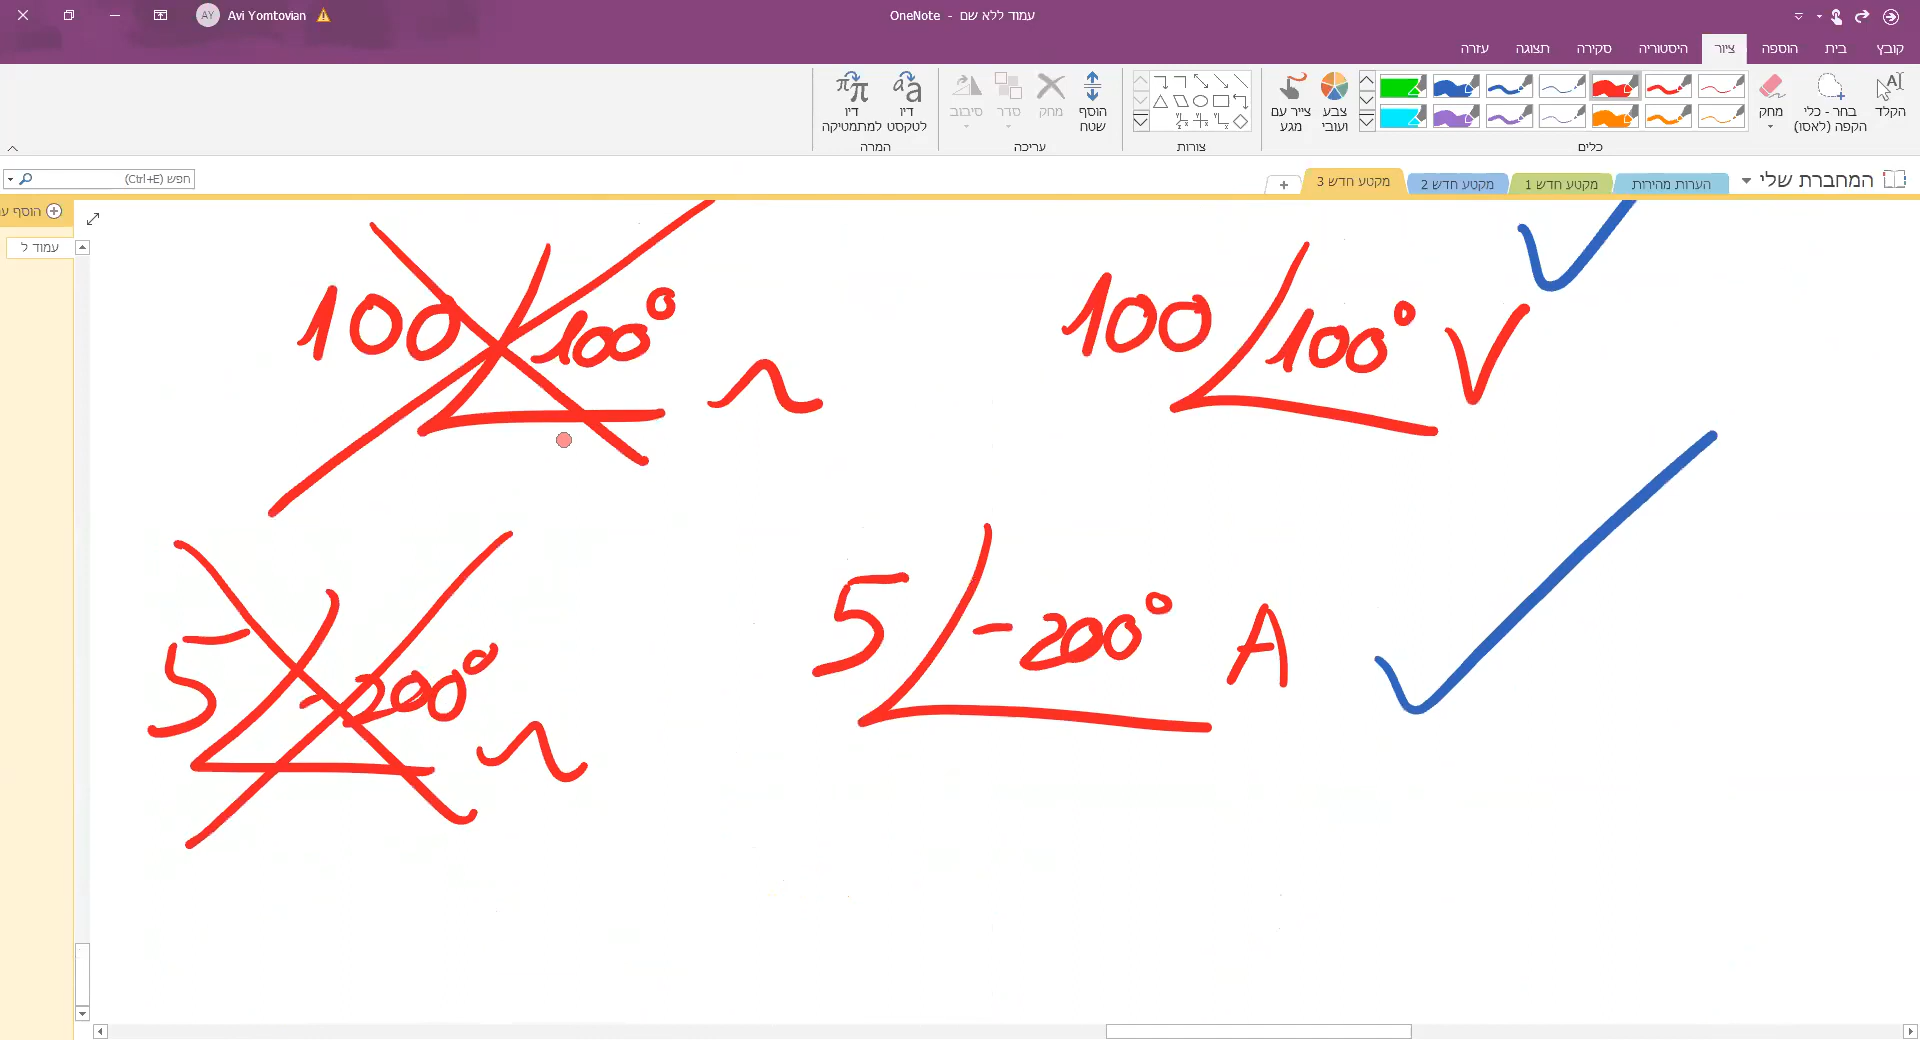 Avi Yomtovian
עמוד ללא שם - OneNote
קובץ בית הוספה ציור היסטוריה סקירה תצוגה עזרה
הקלד
בחר - כלי הקפה (לאסו)
מחק
כלים
צבע ועובי
צייר עם מגע
צורות
הוסף שטח
מחק
סדר
סיבוב
עריכה
דיו לטקסט
דיו למתמטיקה
המרה
המחברת שלי
הערות מהירות
מקטע חדש 1
מקטע חדש 2
מקטע חדש 3
חפש (Ctrl+E)
הוסף
עמוד ל
100∠100° ~
100∠100° V
5∠-200° ~
5∠-200° A